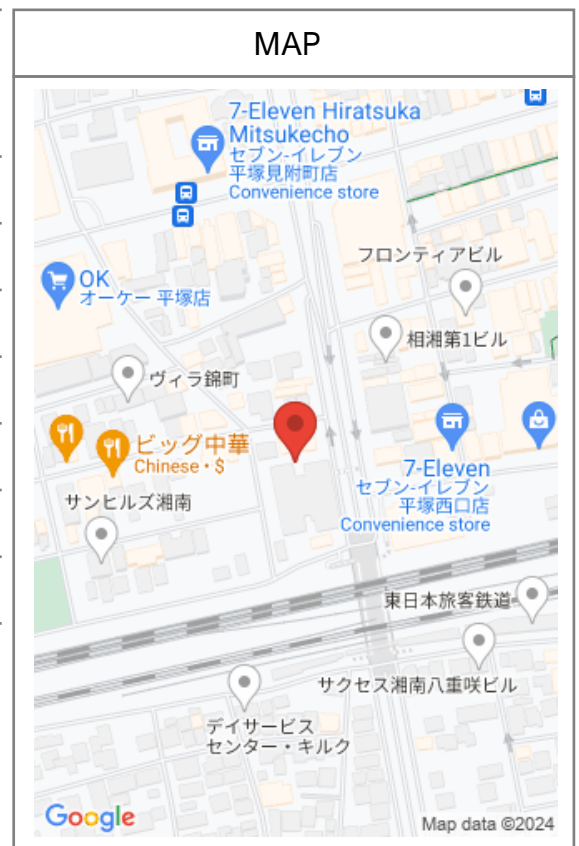 MAP
7-Eleven Hiratsuka
Mitsukecho
セブン-イレブン
平塚見附町店
Convenience store
フロンティアビル
OK
オーケー 平塚店
相湘第1ビル
ヴィラ錦町
ビッグ中華
Chinese • $
7-Eleven
セブン-イレブン
平塚西口店
Convenience store
サンヒルズ湘南
東日本旅客鉄道
サクセス湘南八重咲ビル
デイサービス
センター・キルク
Google
Map data ©2024